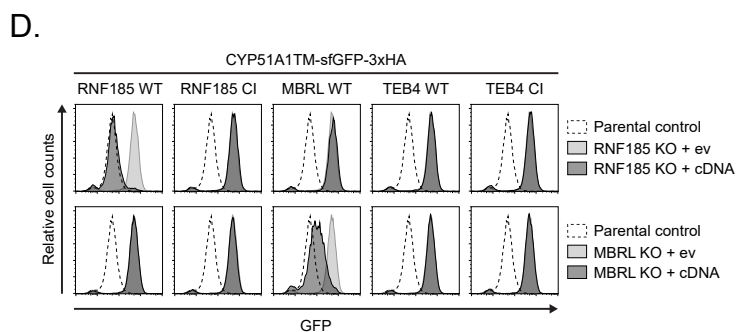 D.
CYP51A1TM-sfGFP-3xHA
RNF185 WT RNF185 CI MBRL WT TEB4 WT TEB4 CI
Relative cell counts
Parental control
RNF185 KO + ev
RNF185 KO + cDNA
Parental control
MBRL KO + ev
MBRL KO + cDNA
GFP